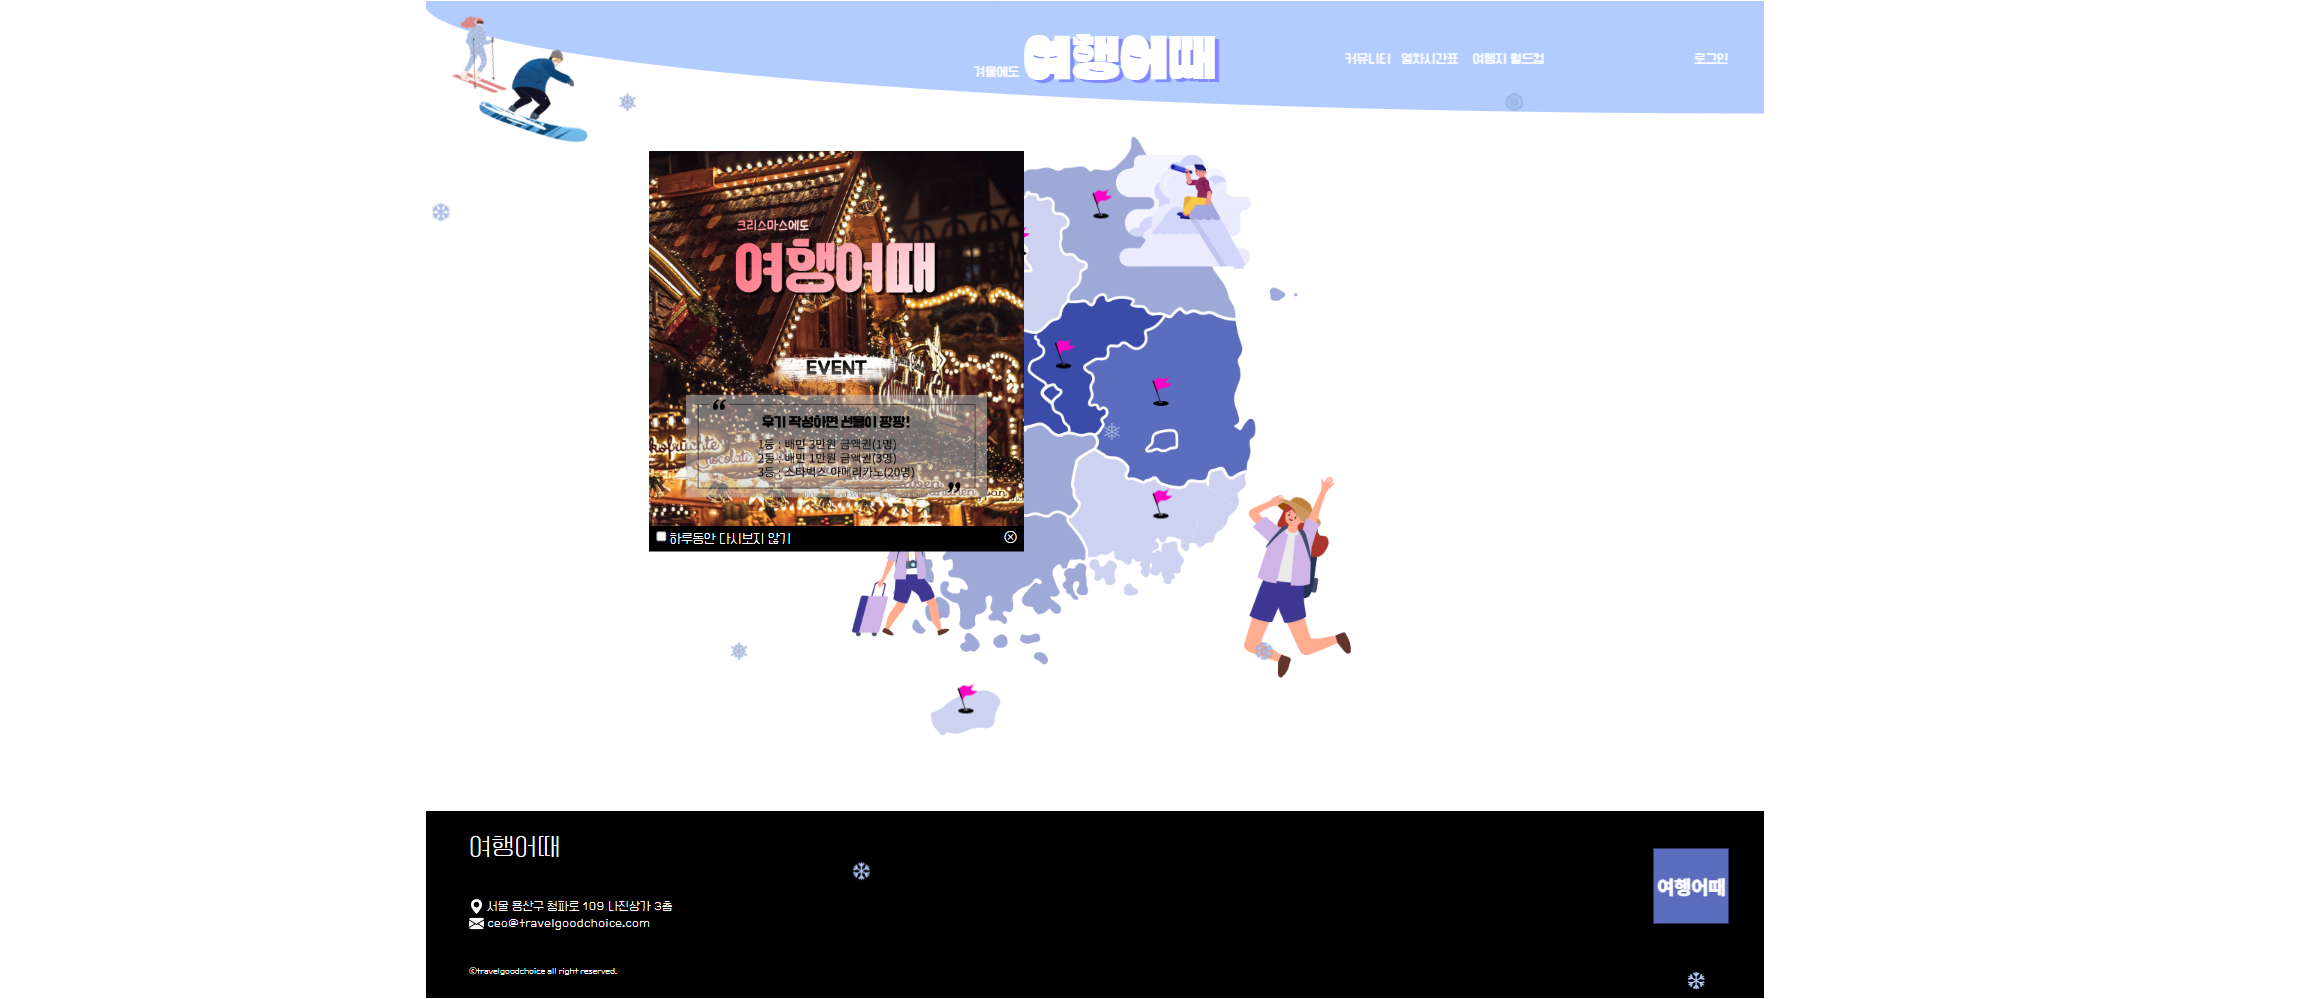 겨울에도 여행어때
커뮤니티 열차시간표 여행지 월드컵 로그인
크리스마스에도
여행어때
EVENT
❝
후기 작성하면 선물이 팡팡!
1등 : 배민 3만원 금액권(1명)
2등 : 배민 1만원 금액권(3명)
3등 : 스타벅스 아메리카노(20명)
❞
하루동안 다시보지 않기
여행어때
여행어때
서울 용산구 청파로 109 나진상가 3층
ceo@travelgoodchoice.com
©travelgoodchoice all right reserved.